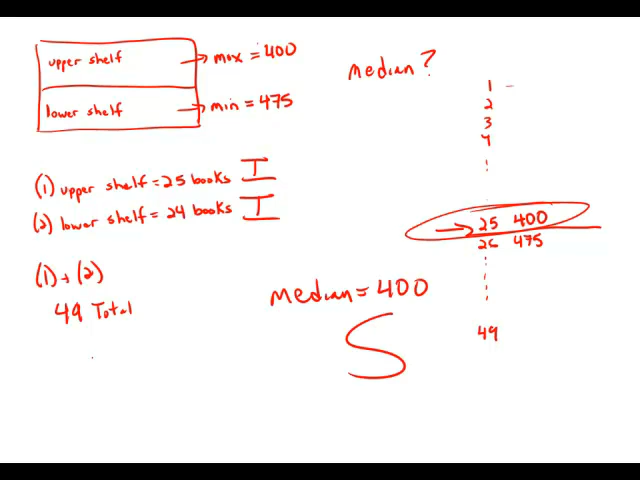 upper shelf → max = 400
lower shelf → min = 475
(1) upper shelf = 25 books I
(2) lower shelf = 24 books I
(1) + (2)
49 Total
median?
1 -
2
3
4
25 400
26 475
49
median = 400
S